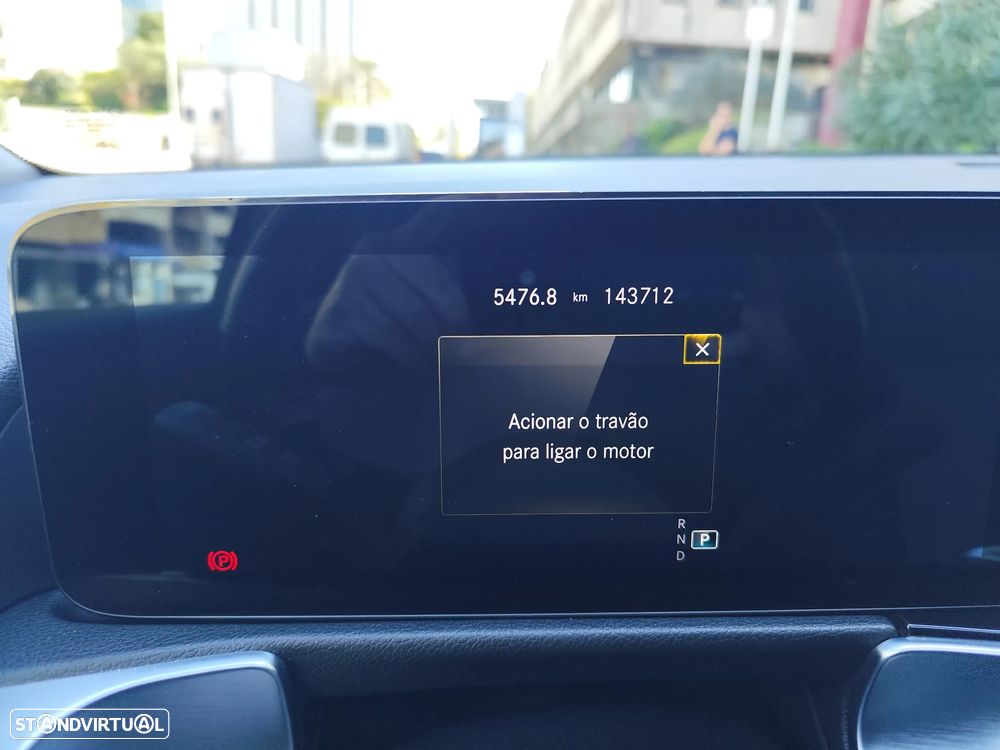 5476.8 km 143712
X
Acionar o travão
para ligar o motor
R
N P
D
P
STANDVIRTUAL